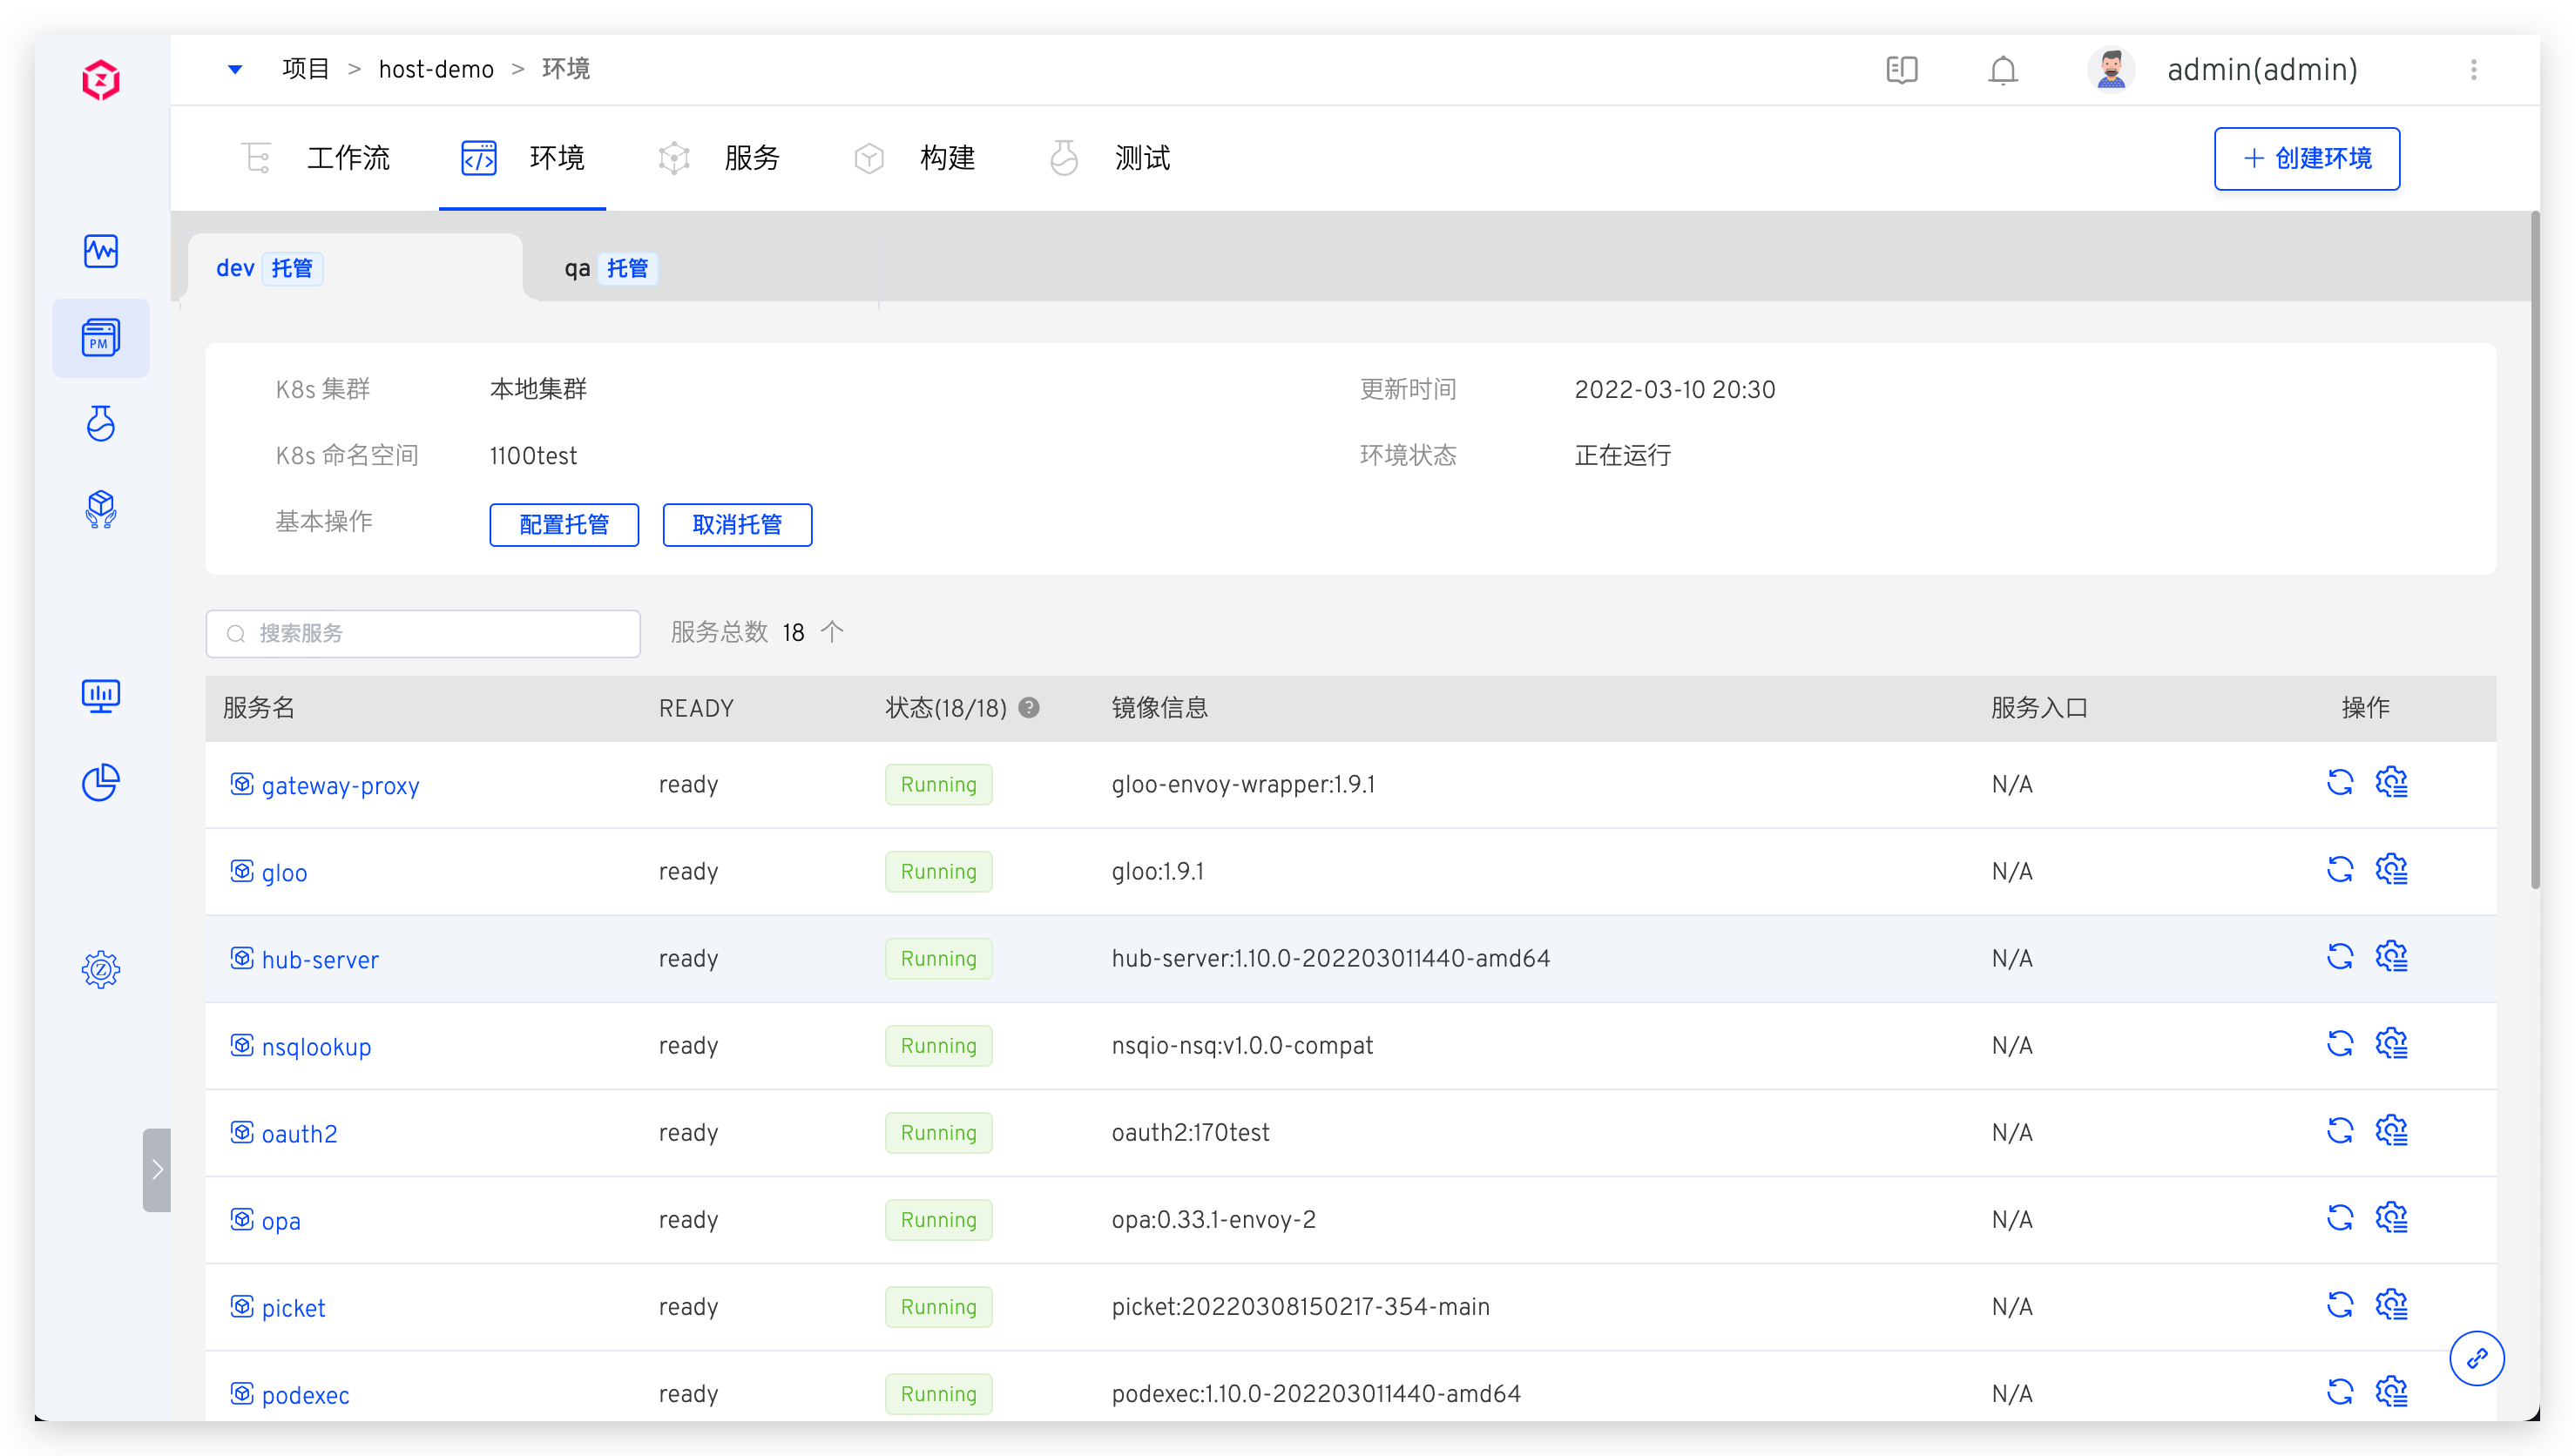 项目 > host-demo > 环境
admin(admin)
工作流 环境 服务 构建 测试
+ 创建环境
dev 托管 qa 托管
PM
K8s 集群 本地集群 更新时间 2022-03-10 20:30
K8s 命名空间 1100test 环境状态 正在运行
基本操作 配置托管 取消托管
搜索服务 服务总数 18 个
服务名 READY 状态(18/18) ? 镜像信息 服务入口 操作
gateway-proxy ready Running gloo-envoy-wrapper:1.9.1 N/A
gloo ready Running gloo:1.9.1 N/A
hub-server ready Running hub-server:1.10.0-202203011440-amd64 N/A
nsqlookup ready Running nsqio-nsq:v1.0.0-compat N/A
oauth2 ready Running oauth2:170test N/A
opa ready Running opa:0.33.1-envoy-2 N/A
picket ready Running picket:20220308150217-354-main N/A
podexec ready Running podexec:1.10.0-202203011440-amd64 N/A